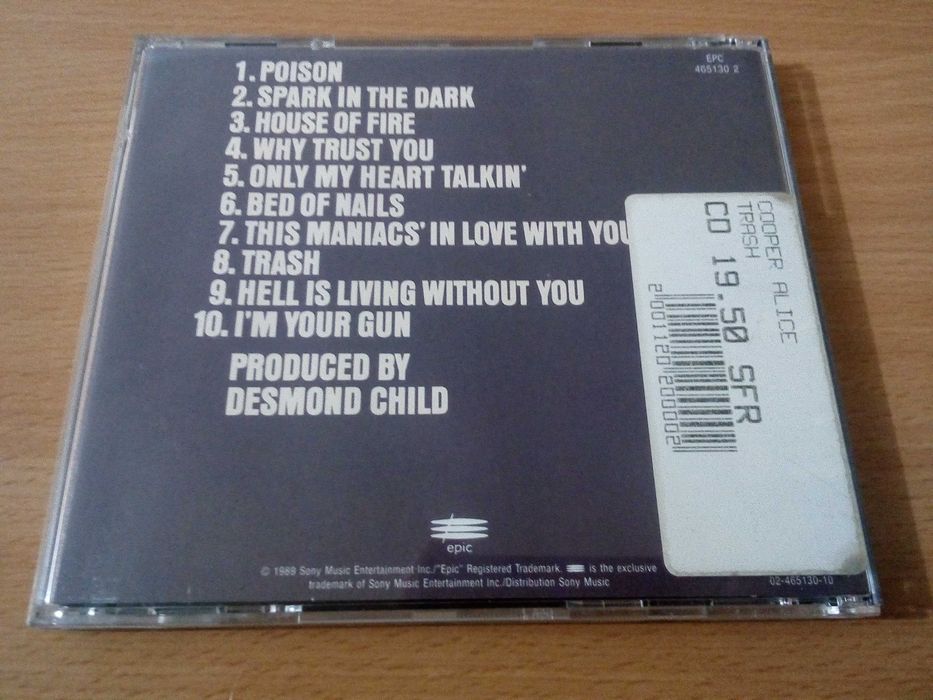 1. POISON
2. SPARK IN THE DARK
3. HOUSE OF FIRE
4. WHY TRUST YOU
5. ONLY MY HEART TALKIN'
6. BED OF NAILS
7. THIS MANIACS' IN LOVE WITH YOU
8. TRASH
9. HELL IS LIVING WITHOUT YOU
10. I'M YOUR GUN
PRODUCED BY
DESMOND CHILD
EPC
465130 2
COOPER ALICE
TRASH
CD 19.50 SFR
2001120200002
epic
© 1989 Sony Music Entertainment Inc./"Epic" Registered Trademark. is the exclusive
trademark of Sony Music Entertainment Inc./Distribution Sony Music
02-465130-10